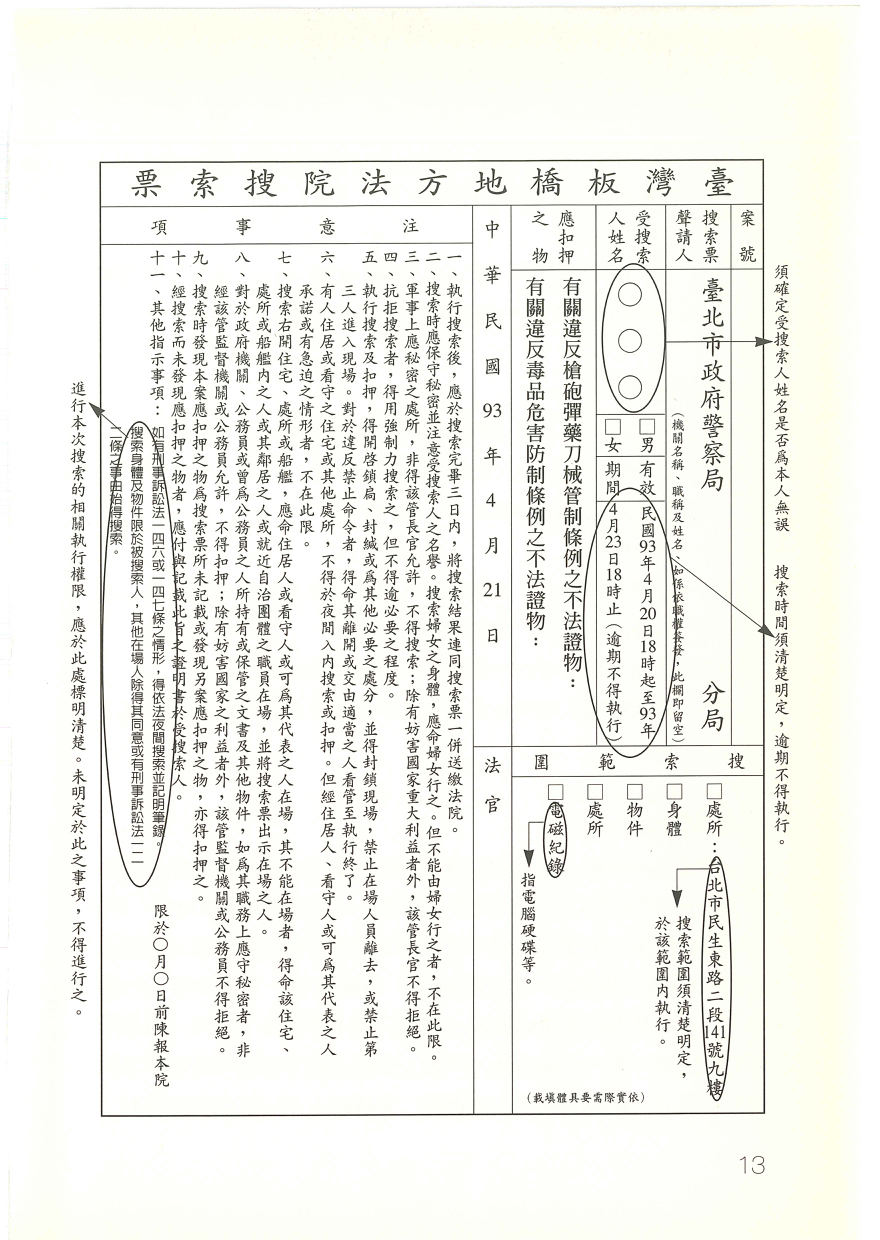 臺灣板橋地方法院搜索票
須確定受搜索人姓名是否為本人無誤
搜索時間須清楚明定，逾期不得執行。
案號
搜索票聲請人
臺北市政府警察局
分局
（機關名稱、職稱及姓名、如係依職權簽發，此欄即留空）
受搜索人姓名
○○○
□男
□女
有效期間
民國93年4月20日18時起至93年
4月23日18時止（逾期不得執行）
應扣押之物
有關違反槍砲彈藥刀械管制條例之不法證物：
有關違反毒品危害防制條例之不法證物：
搜索範圍
□處所：台北市民生東路二段141號九樓
搜索範圍須清楚明定，
於該範圍內執行。
□身體
□物件
□處所
□電磁紀錄
指電腦硬碟等。
（依實際需要具體填載）
中華民國93年4月21日
法官
注意事項
一、執行搜索後，應於搜索完畢三日內，將搜索結果連同搜索票一併送繳法院。
二、搜索時應保守秘密並注意受搜索人之名譽。搜索婦女之身體，應命婦女行之。但不能由婦女行之者，不在此限。
三、軍事上應秘密之處所，非得該管長官允許，不得搜索；除有妨害國家重大利益者外，該管長官不得拒絕。
四、抗拒搜索者，得用強制力搜索之，但不得逾必要之程度。
五、執行搜索及扣押，得開啓鎖扃、封緘或為其他必要之處分，並得封鎖現場，禁止在場人員離去，或禁止第
三人進入現場。對於違反禁止命令者，得命其離開或交由適當之人看管至執行終了。
六、有人住居或看守之住宅或其他處所，不得於夜間入內搜索或扣押。但經住居人、看守人或可為其代表之人
承諾或有急迫之情形者，不在此限。
七、搜索右開住宅、處所或船艦，應命住居人或看守人或可為其代表之人在場，其不能在場者，得命該住宅、
處所或船艦內之人或其鄰居之人或就近自治團體之職員在場，並將搜索票出示在場之人。
八、對於政府機關、公務員或曾為公務員之人所持有或保管之文書及其他物件，如為其職務上應守秘密者，非
經該管監督機關或公務員允許，不得扣押；除有妨害國家之利益者外，該管監督機關或公務員不得拒絕。
九、搜索時發現本案應扣押之物為搜索票所未記載或發現另案應扣押之物，亦得扣押之。
十、經搜索而未發現應扣押之物者，應付與記載此旨之證明書於受搜索人。
十一、其他指示事項：
如有刑事訴訟法一四六或一四七條之情形，得依法夜間搜索並記明筆錄。
搜索身體及物件限於被搜索人，其他在場人除得其同意或有刑事訴訟法一二
二條之事由始得搜索。
限於○月○日前陳報本院
進行本次搜索的相關執行權限，應於此處標明清楚。未明定於此之事項，不得進行之。
13